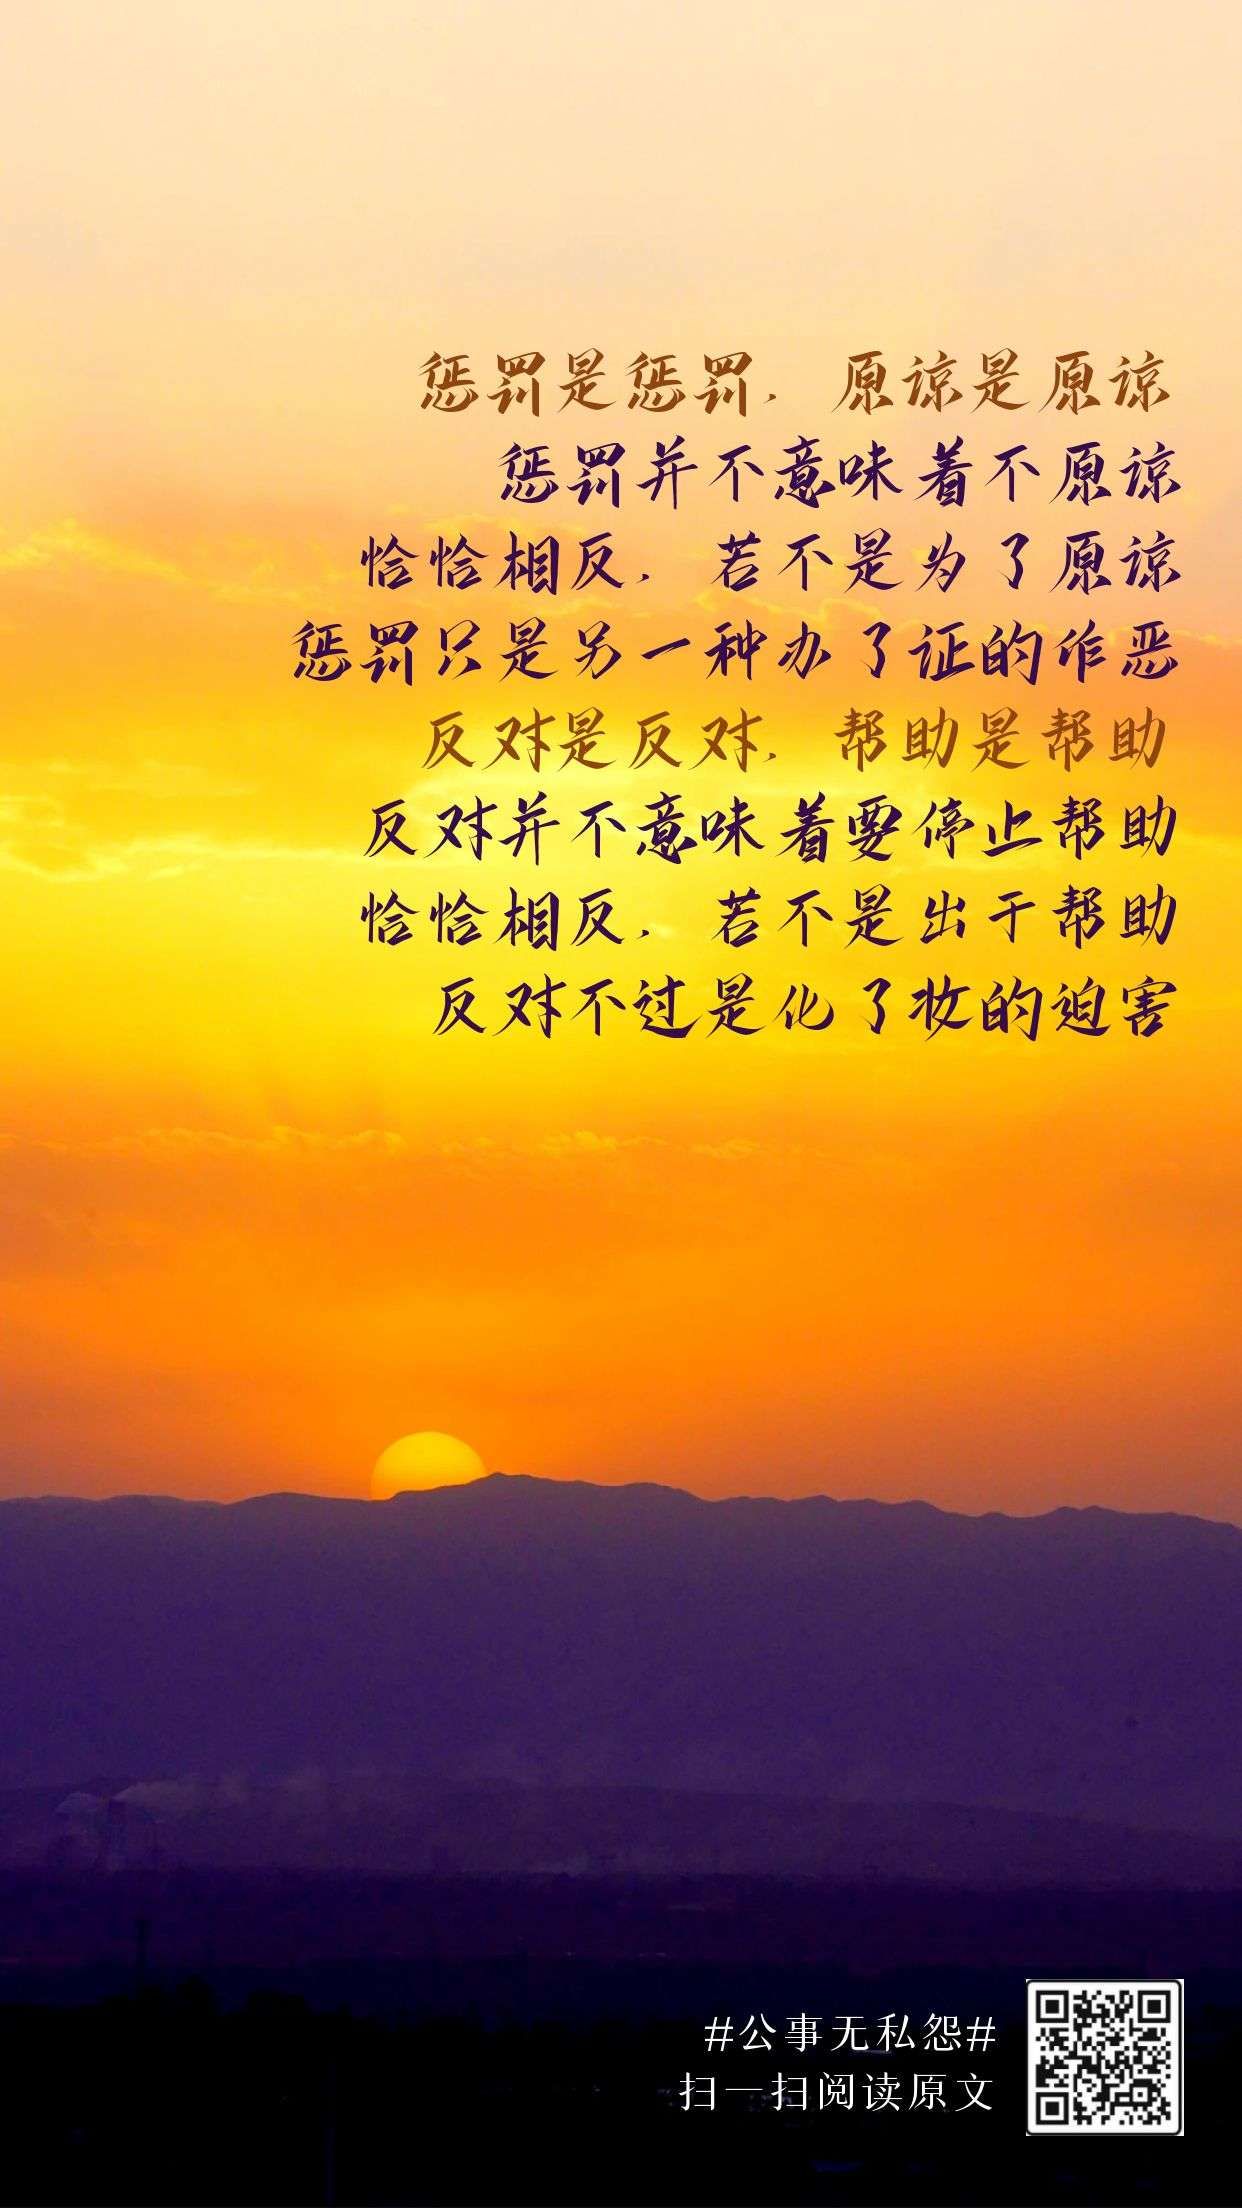 惩罚是惩罚，原谅是原谅
惩罚并不意味着不原谅
恰恰相反，若不是为了原谅
惩罚只是另一种办了证的作恶
反对是反对，帮助是帮助
反对并不意味着要停止帮助
恰恰相反，若不是出于帮助
反对不过是化了妆的迫害
#公事无私怨#
扫一扫阅读原文